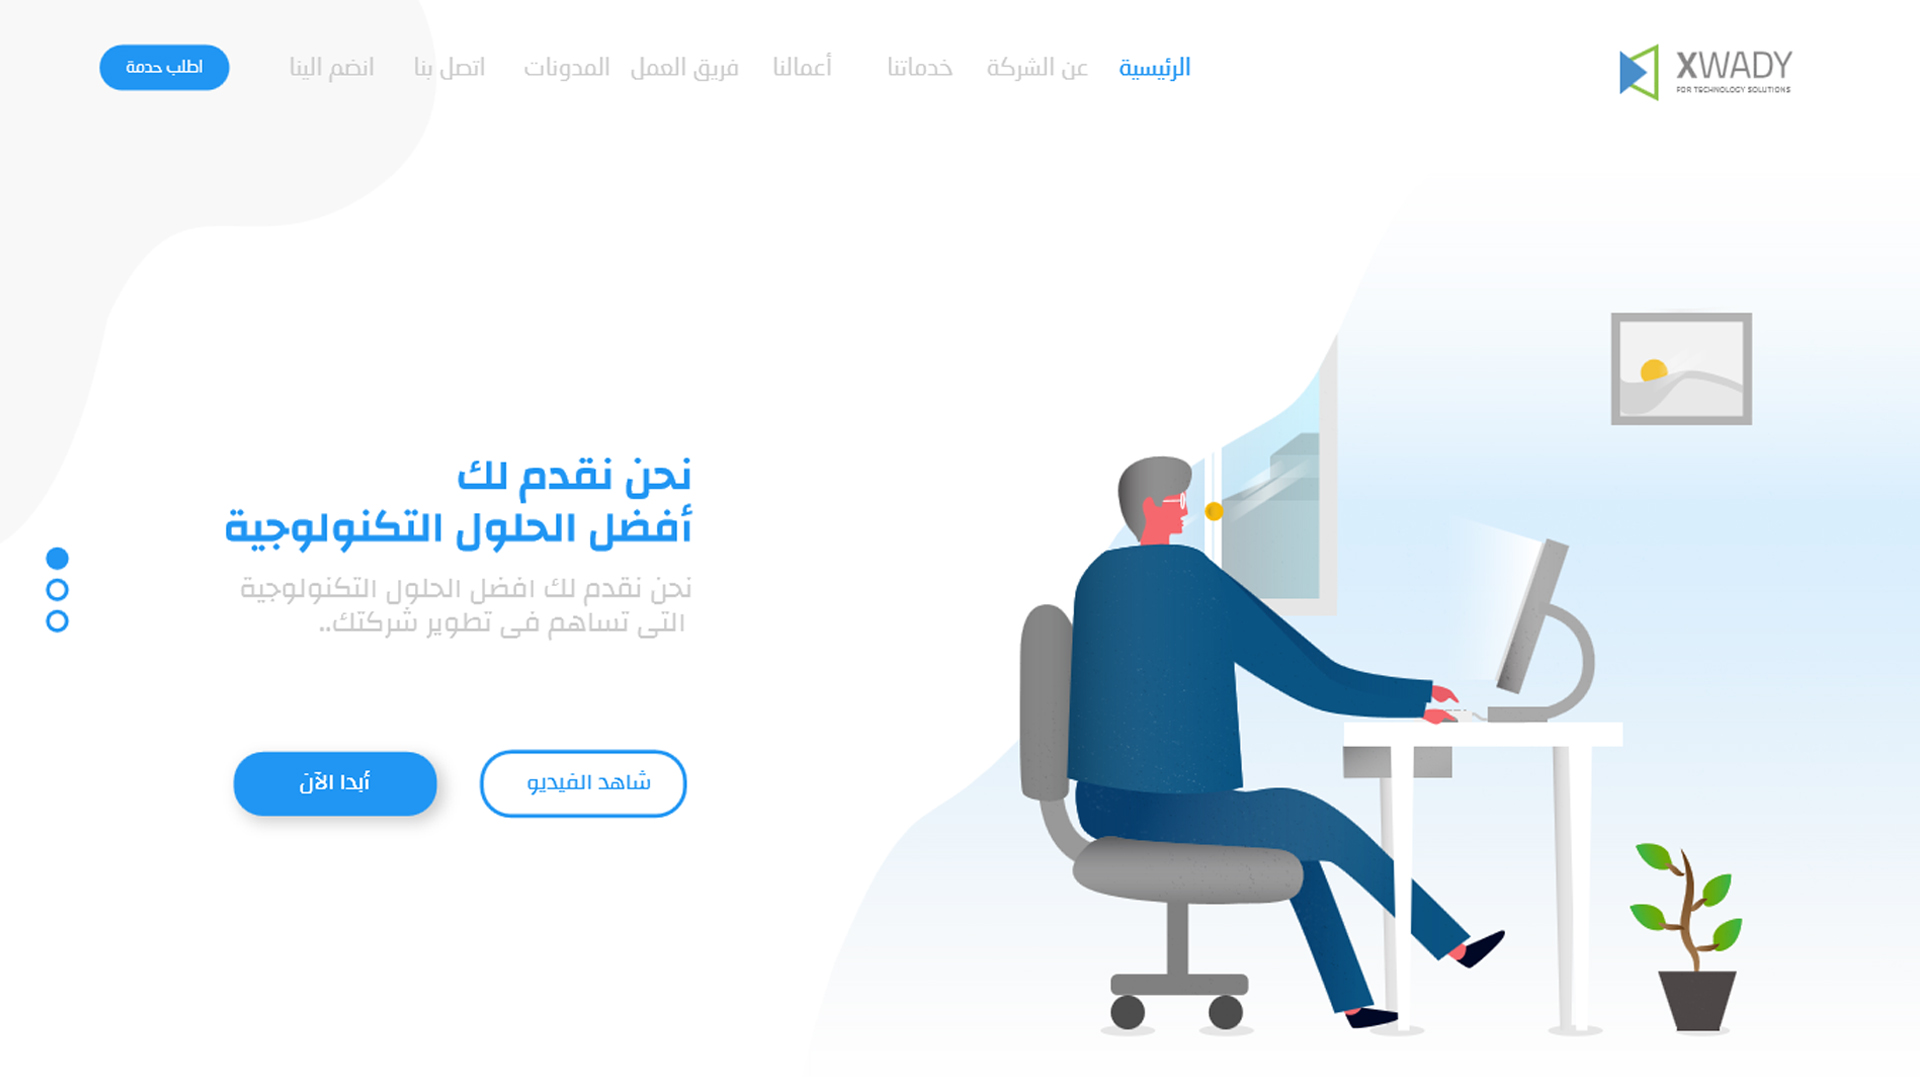 XWADY
FOR TECHNOLOGY SOLUTIONS
الرئيسية
عن الشركة
خدماتنا
أعمالنا
فريق العمل
المدونات
اتصل بنا
انضم الينا
اطلب خدمة
نحن نقدم لك
أفضل الحلول التكنولوجية
نحن نقدم لك افضل الحلول التكنولوجية
التى تساهم فى تطوير شركتك..
شاهد الفيديو
أبدا الآن